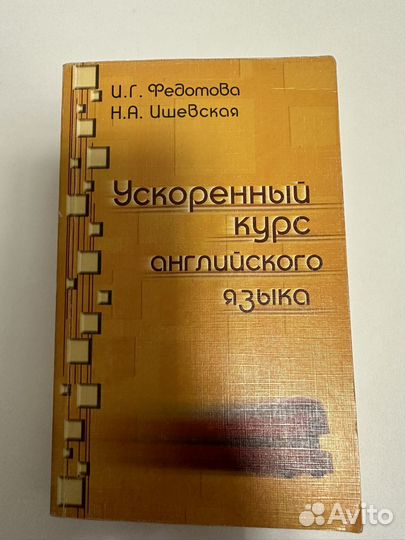 И.Г. Федотова
Н.А. Ишевская
Ускоренный
курс
английского
языка
Avito